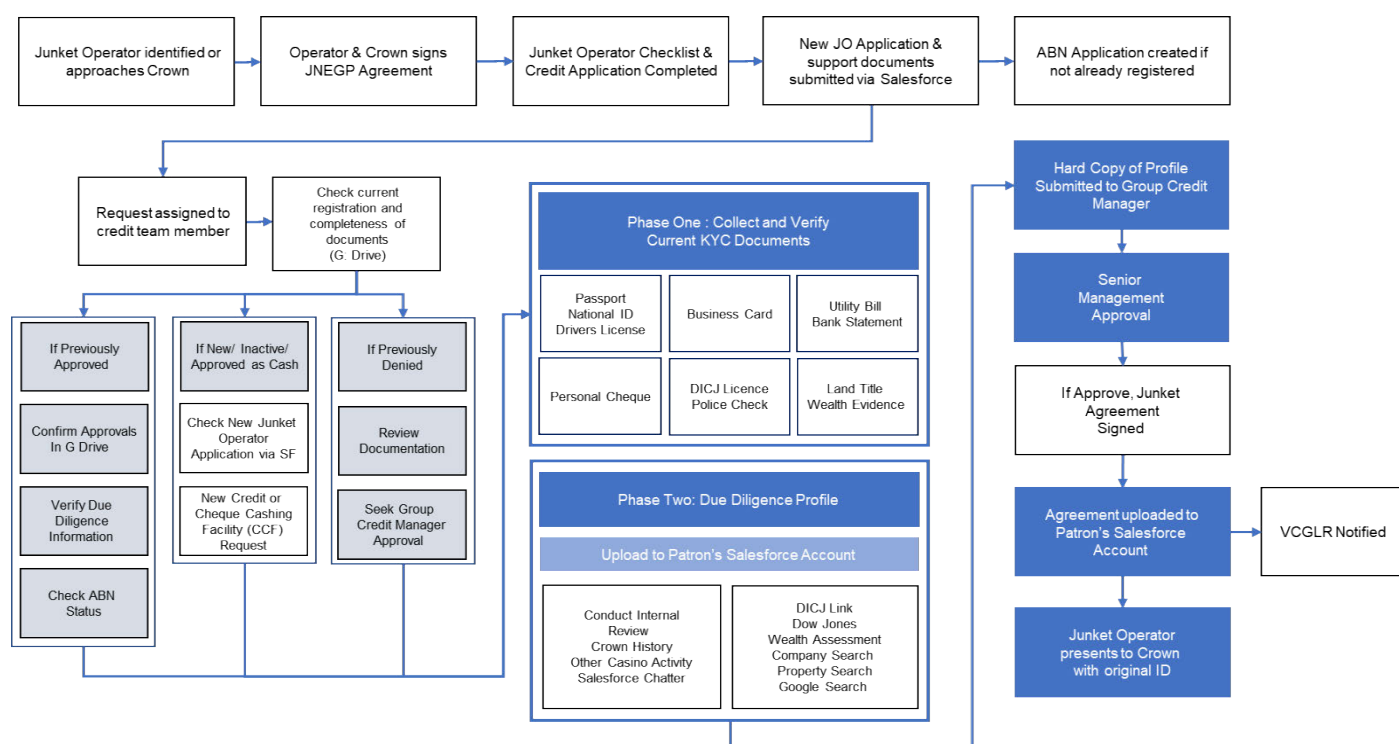 Junket Operator identified or
approaches Crown
Operator & Crown signs
JNEGP Agreement
Junket Operator Checklist &
Credit Application Completed
New JO Application &
support documents
submitted via Salesforce
ABN Application created if
not already registered
Request assigned to
credit team member
Check current
registration and
completeness of
documents
(G. Drive)
If Previously
Approved
Confirm Approvals
In G Drive
Verify Due
Diligence
Information
Check ABN
Status
If New/ Inactive/
Approved as Cash
Check New Junket
Operator
Application via SF
New Credit or
Cheque Cashing
Facility (CCF)
Request
If Previously
Denied
Review
Documentation
Seek Group
Credit Manager
Approval
Phase One : Collect and Verify
Current KYC Documents
Passport
National ID
Drivers License
Business Card
Utility Bill
Bank Statement
Personal Cheque
DICJ Licence
Police Check
Land Title
Wealth Evidence
Phase Two: Due Diligence Profile
Upload to Patron's Salesforce Account
Conduct Internal
Review
Crown History
Other Casino Activity
Salesforce Chatter
DICJ Link
Dow Jones
Wealth Assessment
Company Search
Property Search
Google Search
Hard Copy of Profile
Submitted to Group Credit
Manager
Senior
Management
Approval
If Approve, Junket
Agreement
Signed
Agreement uploaded to
Patron's Salesforce
Account
VCGLR Notified
Junket Operator
presents to Crown
with original ID